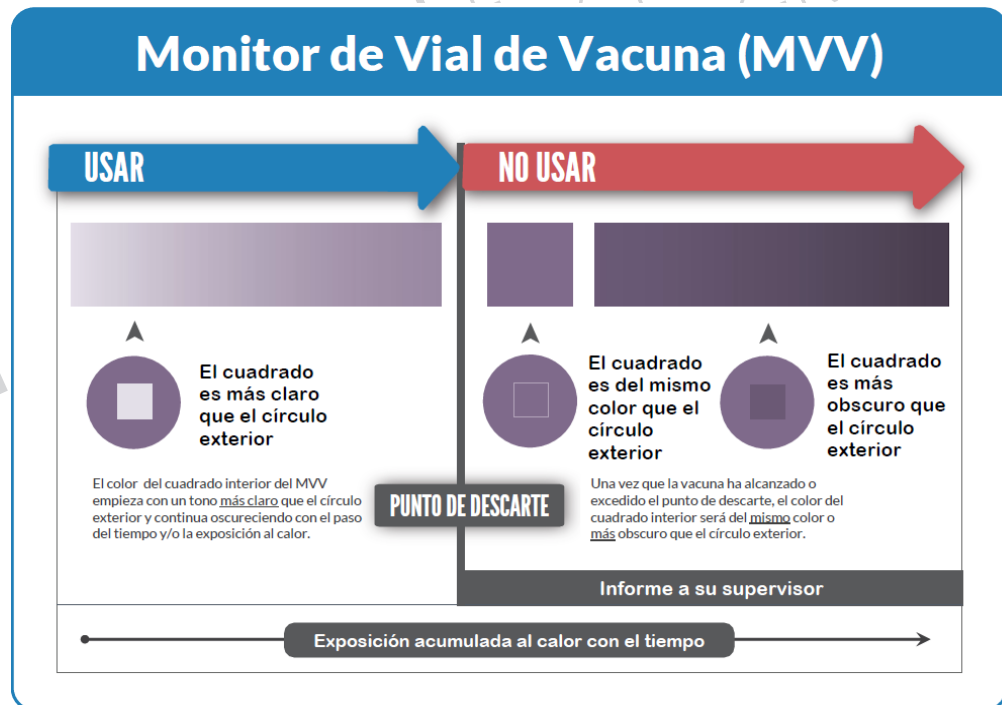 Monitor de Vial de Vacuna (MVV)
USAR
NO USAR
El cuadrado
es más claro
que el círculo
exterior
El cuadrado
es del mismo
color que el
círculo
exterior
El cuadrado
es más
obscuro que
el círculo
exterior
El color del cuadrado interior del MVV
empieza con un tono más claro que el círculo
exterior y continua oscureciendo con el paso
del tiempo y/o la exposición al calor.
PUNTO DE DESCARTE
Una vez que la vacuna ha alcanzado o
excedido el punto de descarte, el color del
cuadrado interior será del mismo color o
más obscuro que el círculo exterior.
Informe a su supervisor
Exposición acumulada al calor con el tiempo